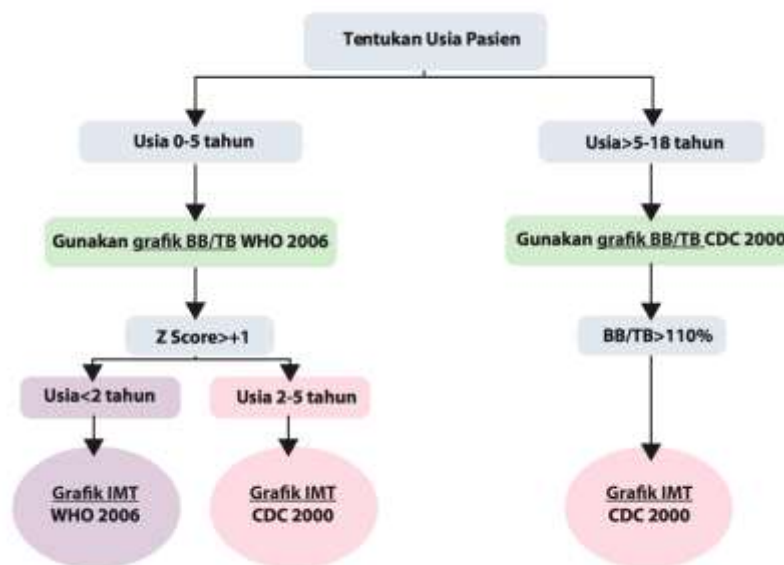 Tentukan Usia Pasien
Usia 0-5 tahun
Usia>5-18 tahun
Gunakan grafik BB/TB WHO 2006
Gunakan grafik BB/TB CDC 2000
Z Score>+1
BB/TB>110%
Usia<2 tahun
Usia 2-5 tahun
Grafik IMT
WHO 2006
Grafik IMT
CDC 2000
Grafik IMT
CDC 2000